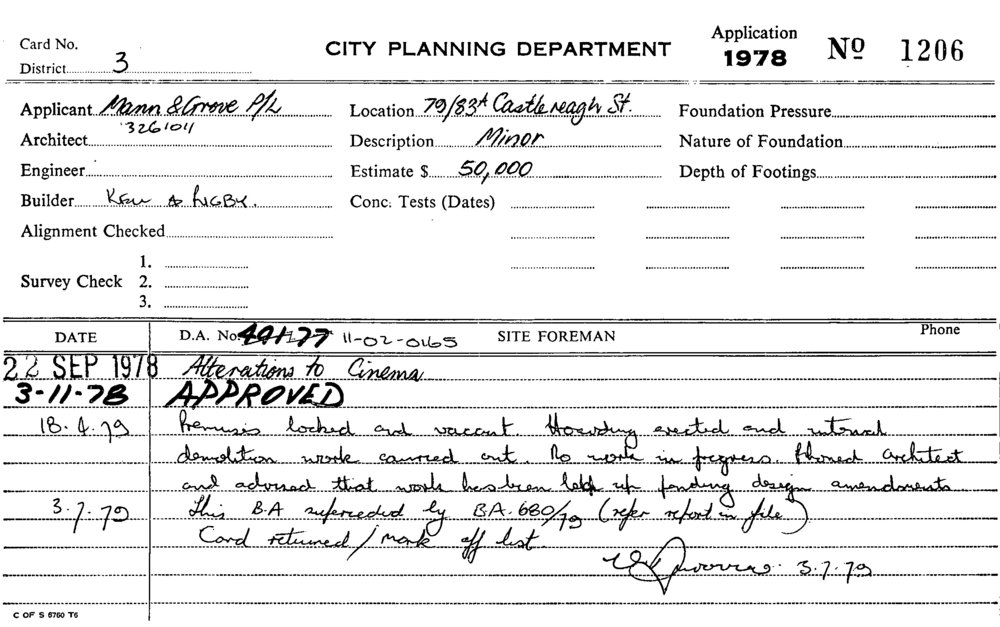 Card No.
District 3
CITY PLANNING DEPARTMENT
Application
1978
No 1206
Applicant Mann & Grove P/L
3261011
Architect
Engineer
Builder
Alignment Checked
Survey Check
1.
2.
3.
Location 79/83A Castlereagh St.
Description Minor
Estimate $ 50,000
Conc. Tests (Dates)
Foundation Pressure
Nature of Foundation
Depth of Footings
DATE
D.A. No. 491-77 11-02-0165
SITE FOREMAN
Phone
22 SEP 1978 Alterations to Cinema
3-11-78 APPROVED
18.4.79 Premises locked and vaccant. Hoarding erected and internal
demolition work carried out. No work in progress. Phoned architect
and advised that work has been held up pending design amendments
3.7.79 This B.A superceded by BA. 680/79 (refer report in file)
Card returned / mark off list.
3.7.79
C OF S 6760 T6